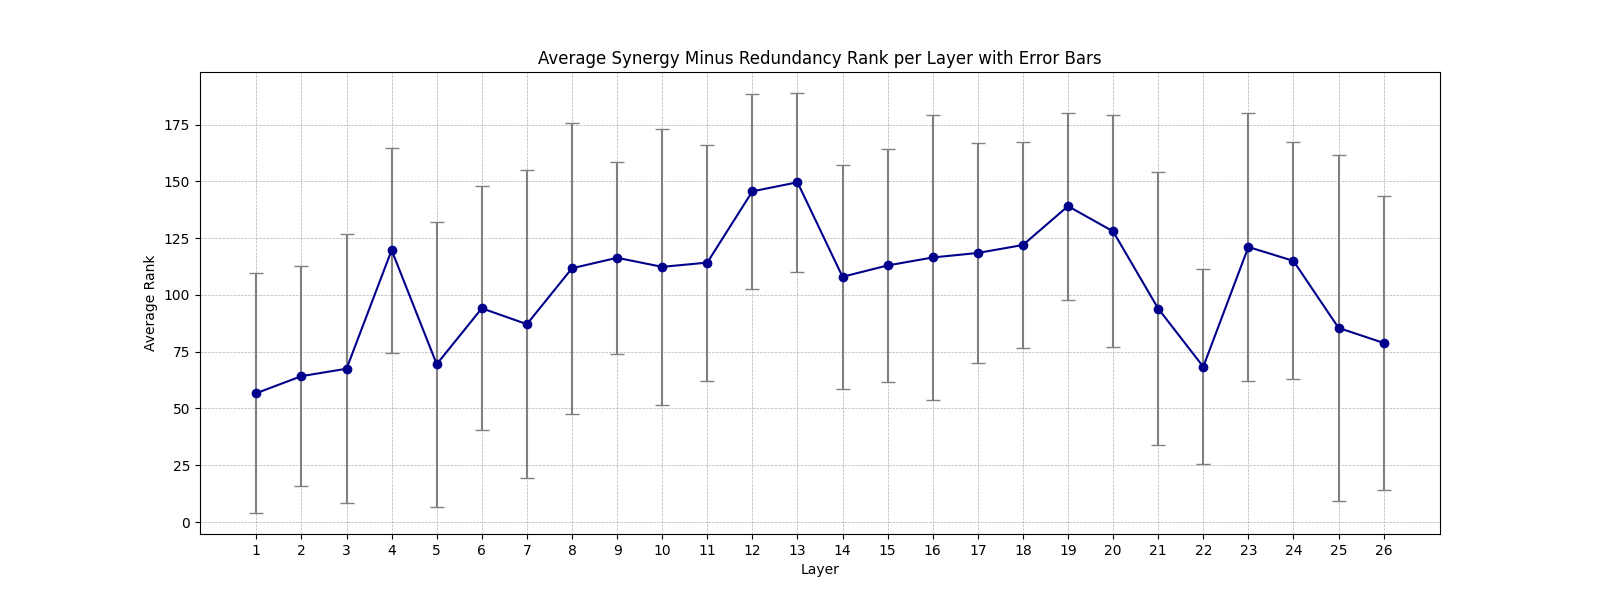 Average Synergy Minus Redundancy Rank per Layer with Error Bars
Average Rank
175
150
125
100
75
50
25
0
1 2 3 4 5 6 7 8 9 10 11 12 13 14 15 16 17 18 19 20 21 22 23 24 25 26
Layer